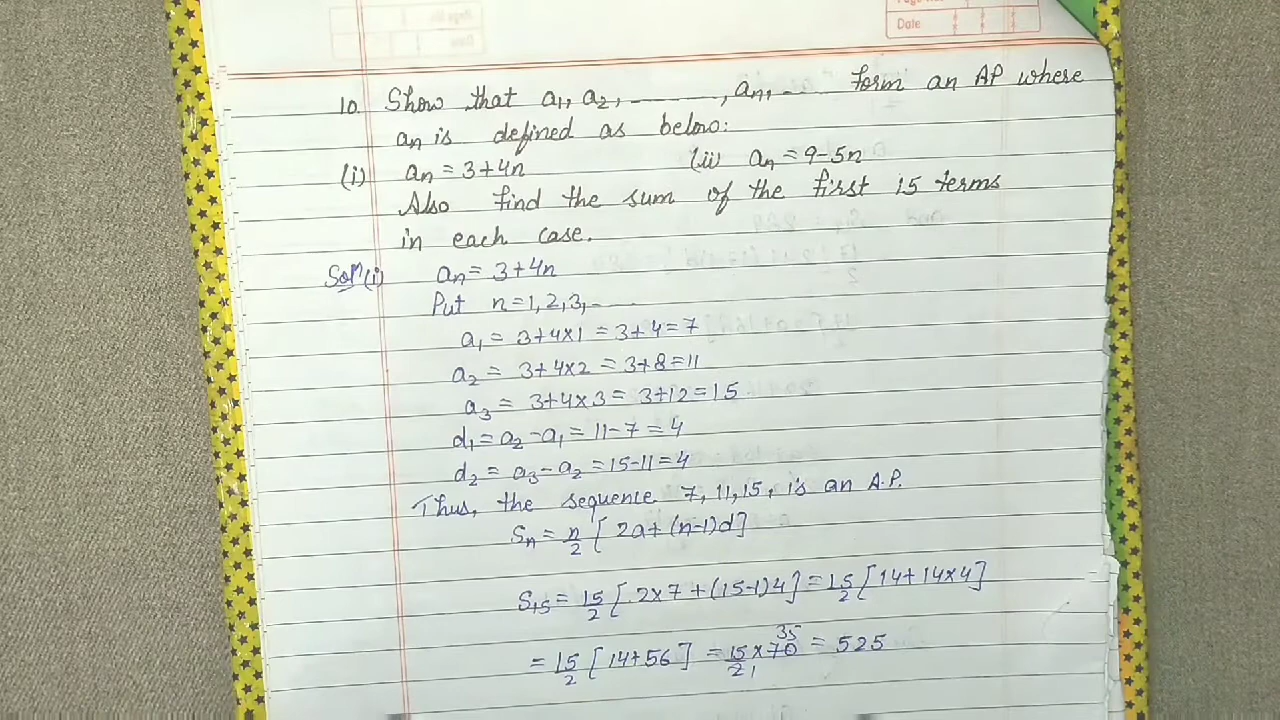 Date
10. Show that a₁, a₂, ------, aₙ, --- form an AP where
aₙ is defined as below:
(i) aₙ = 3+4n (ii) aₙ = 9-5n
Also find the sum of the first 15 terms
in each case.
Solⁿ(i) aₙ = 3+4n
Put n=1,2,3,----
a₁ = 3+4×1 = 3+4=7
a₂ = 3+4×2 = 3+8=11
a₃ = 3+4×3 = 3+12=15
d₁ = a₂-a₁ = 11-7 = 4
d₂ = a₃-a₂ = 15-11=4
Thus, the sequence 7, 11, 15, is an A.P.
Sₙ = n/2 [2a+(n-1)d]
S₁₅ = 15/2 [2×7+(15-1)4] = 15/2 [14+14×4]
= 15/2 [14+56] = 15/2 × 70 = 525
35
1